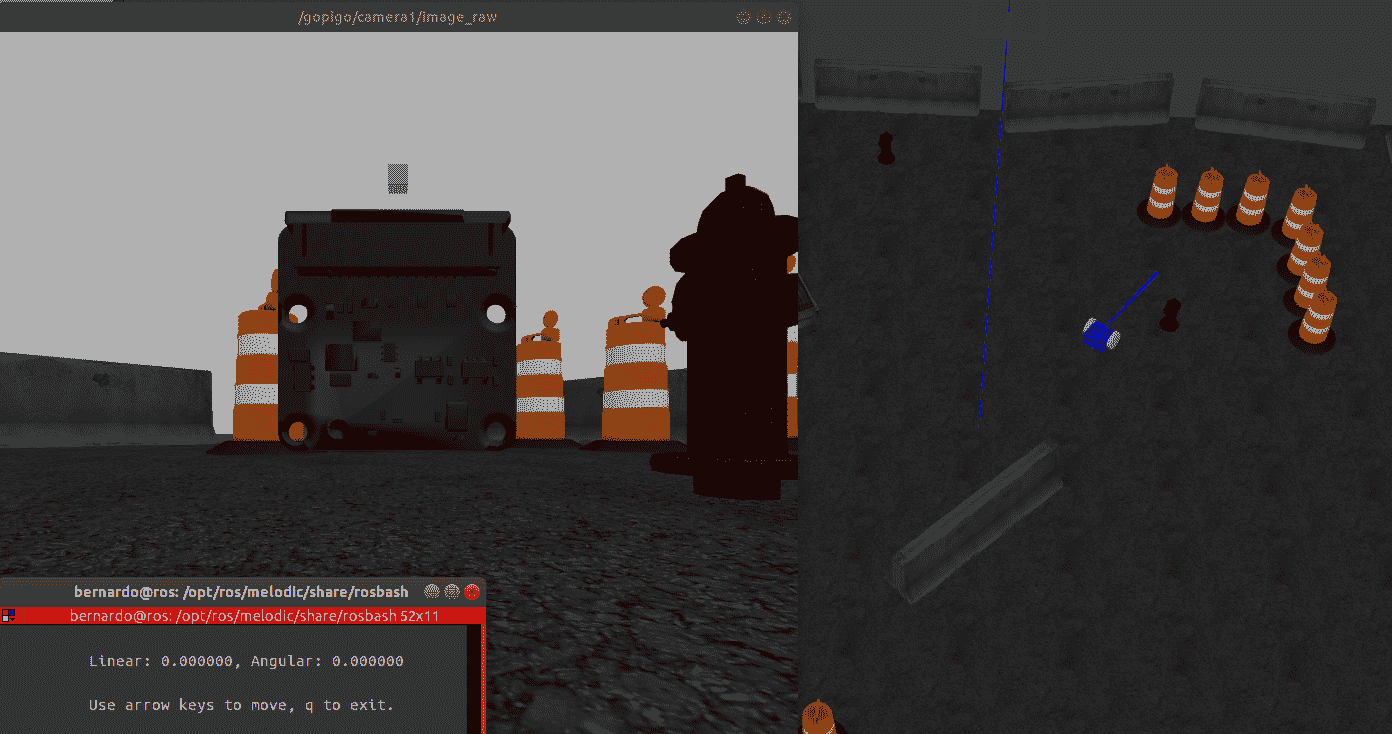 /gopigo/camera1/image_raw
bernardo@ros: /opt/ros/melodic/share/rosbash
bernardo@ros: /opt/ros/melodic/share/rosbash 52x11
Linear: 0.000000, Angular: 0.000000
Use arrow keys to move, q to exit.